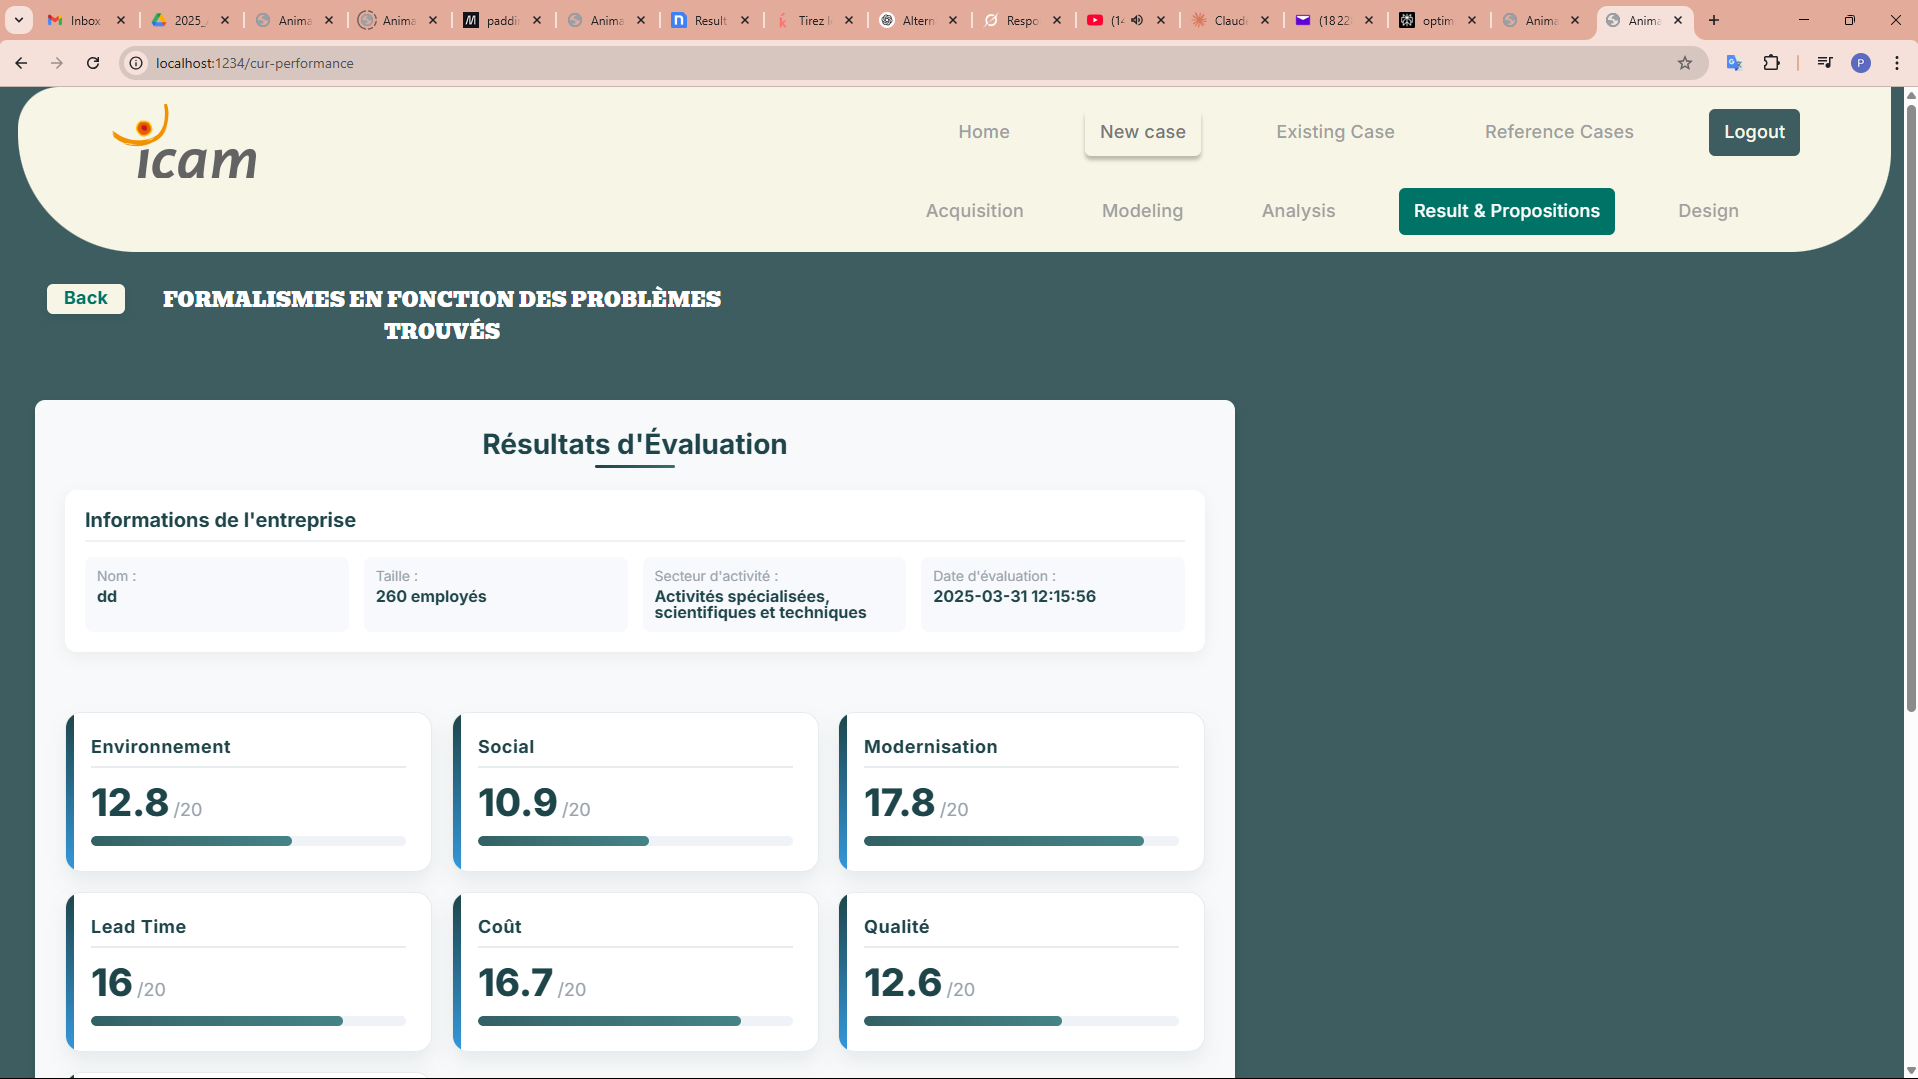 Inbox
2025_
Anima
Anima
paddi
Anima
Result
Tirez l
Altern
Respo
(14
Claude
(1822
optim
Anima
Anima
localhost:1234/cur-performance
P
icam
Home
New case
Existing Case
Reference Cases
Logout
Acquisition
Modeling
Analysis
Result & Propositions
Design
Back
FORMALISMES EN FONCTION DES PROBLÈMES
TROUVÉS
Résultats d'Évaluation
Informations de l'entreprise
Nom :
dd
Taille :
260 employés
Secteur d'activité :
Activités spécialisées,
scientifiques et techniques
Date d'évaluation :
2025-03-31 12:15:56
Environnement
12.8 /20
Social
10.9 /20
Modernisation
17.8 /20
Lead Time
16 /20
Coût
16.7 /20
Qualité
12.6 /20